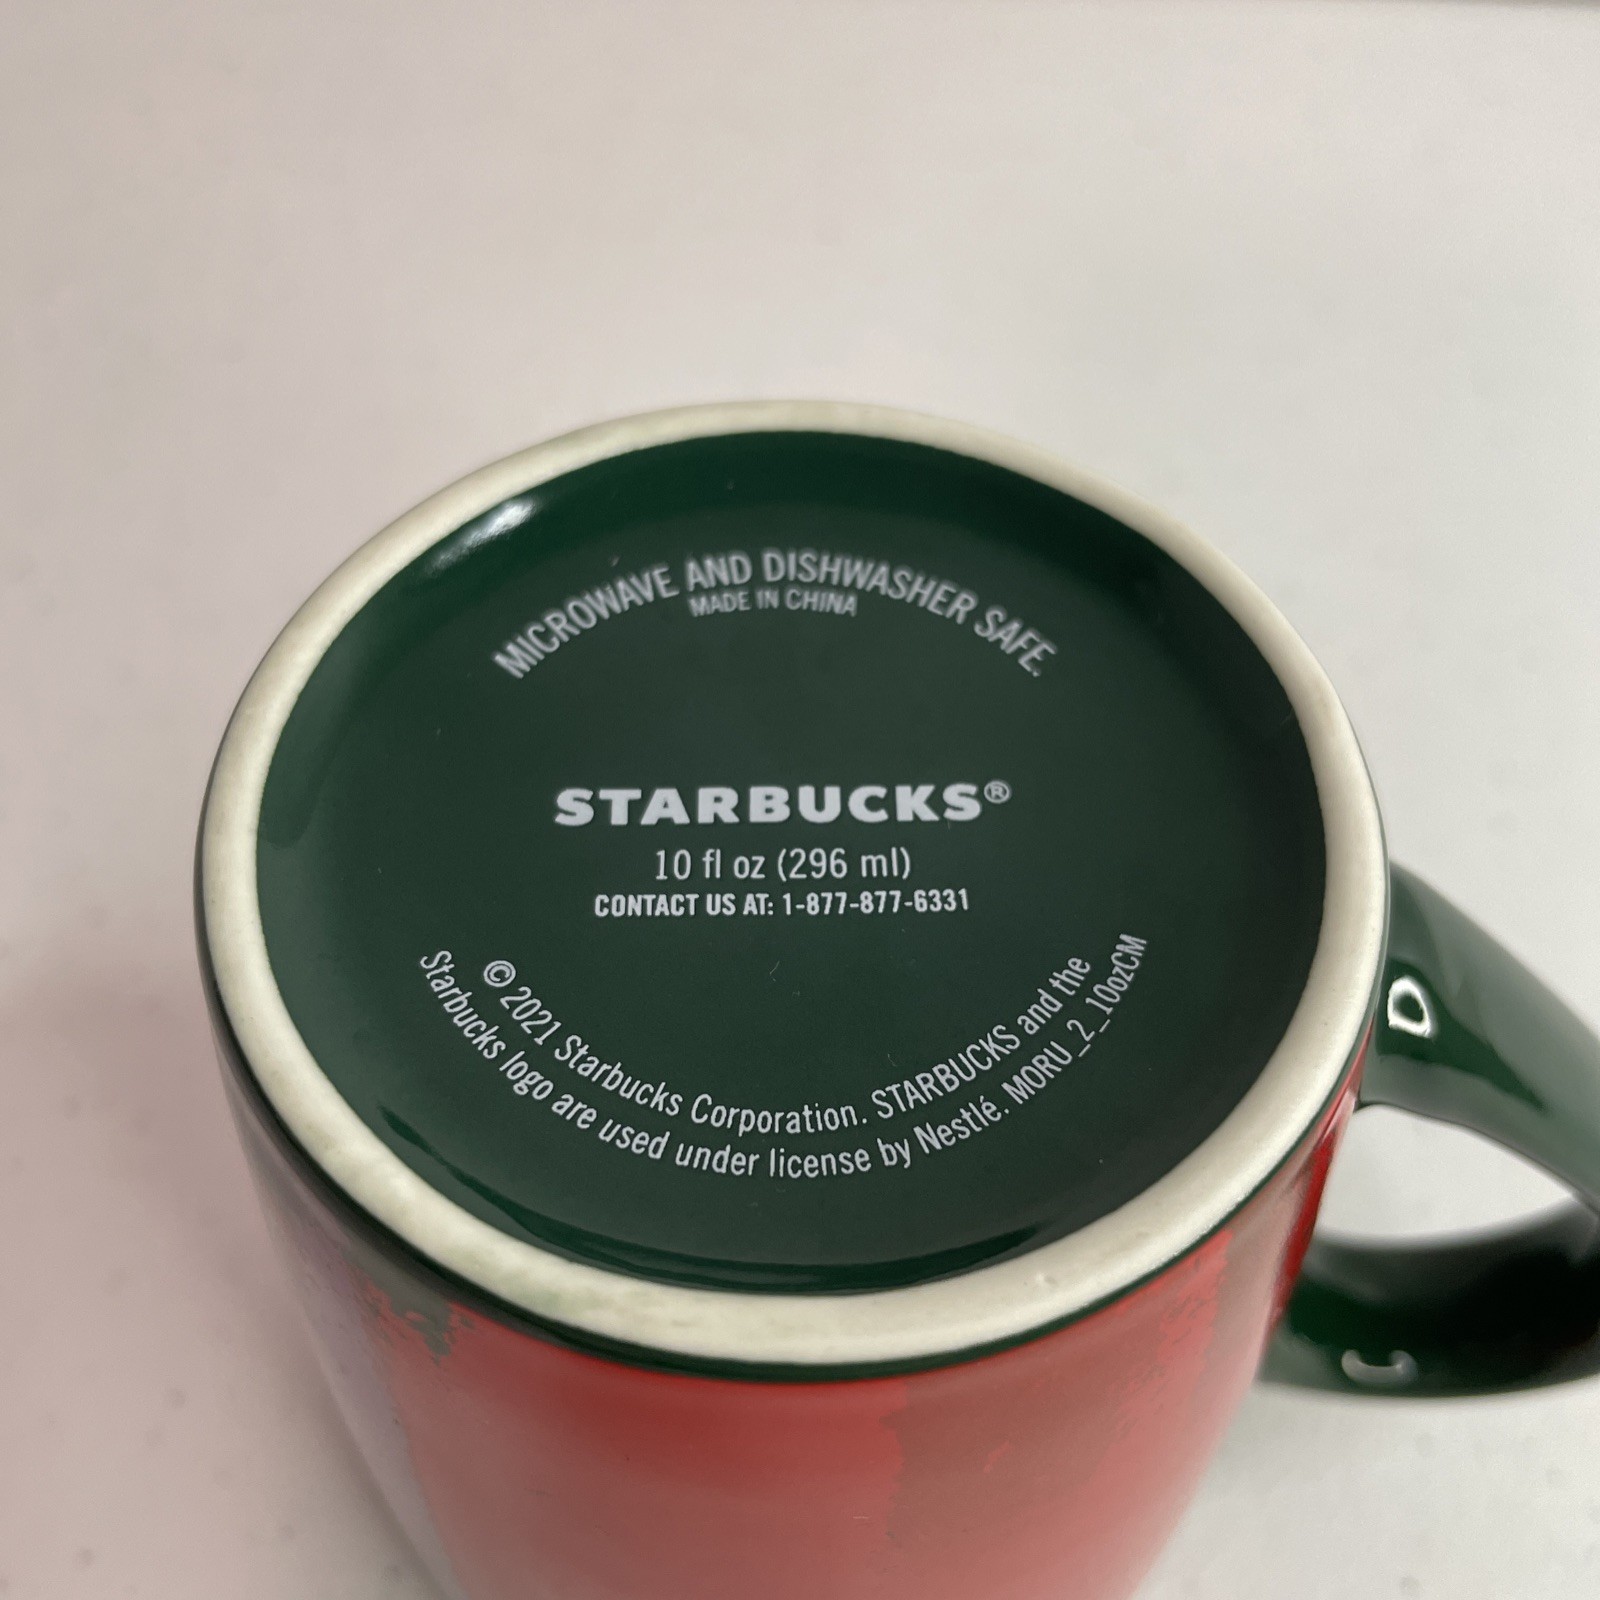 MICROWAVE AND DISHWASHER SAFE.
MADE IN CHINA
STARBUCKS®
10 fl oz (296 ml)
CONTACT US AT: 1-877-877-6331
© 2021 Starbucks Corporation. STARBUCKS and the
Starbucks logo are used under license by Nestlé. MORU_2_10ozCM